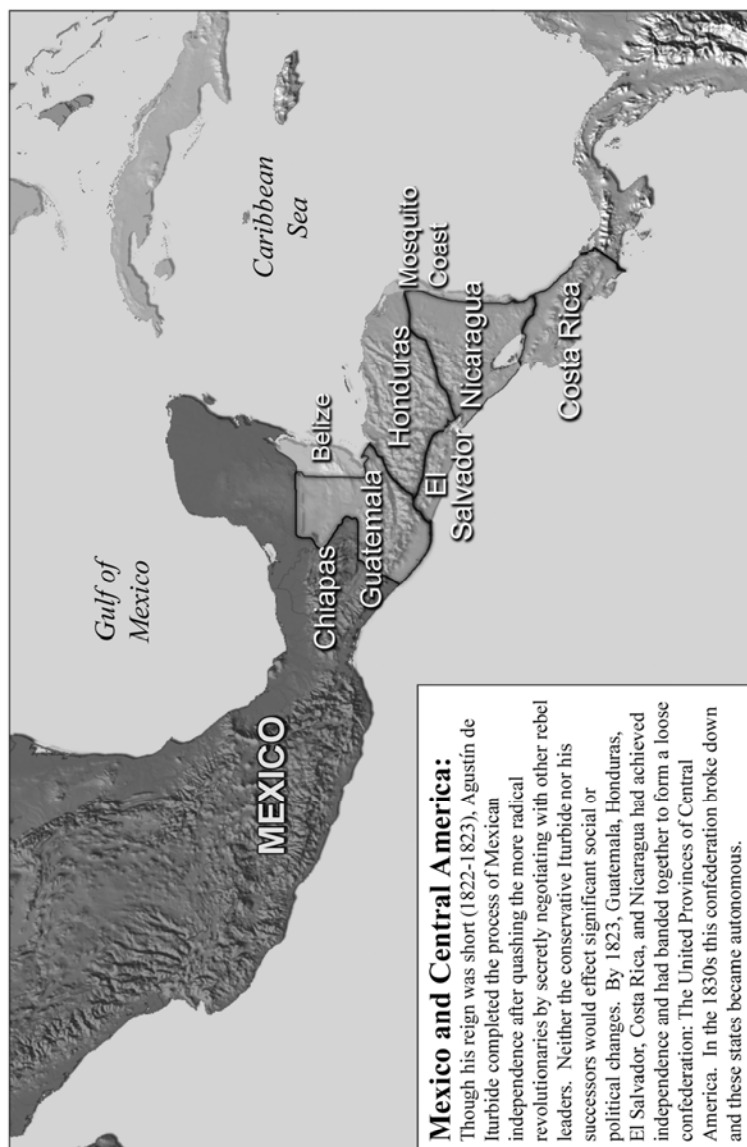 Gulf of
Mexico
Caribbean
Sea
MEXICO
Chiapas
Belize
Guatemala
Honduras
Mosquito
Coast
El
Salvador
Nicaragua
Costa Rica
Mexico and Central America:
Though his reign was short (1822-1823), Agustín de
Iturbide completed the process of Mexican
independence after quashing the more radical
revolutionaries by secretly negotiating with other rebel
leaders. Neither the conservative Iturbide nor his
successors would effect significant social or
political changes. By 1823, Guatemala, Honduras,
El Salvador, Costa Rica, and Nicaragua had achieved
independence and had banded together to form a loose
confederation: The United Provinces of Central
America. In the 1830s this confederation broke down
and these states became autonomous.